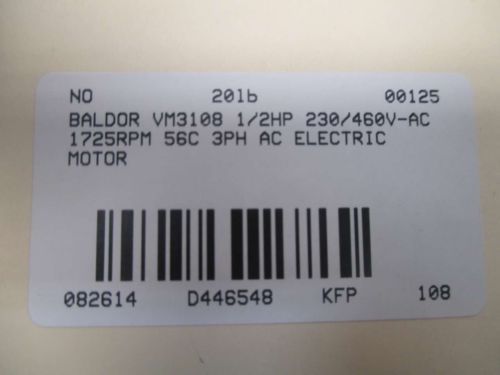 NO 20lb 00125
BALDOR VM3108 1/2HP 230/460V-AC
1725RPM 56C 3PH AC ELECTRIC
MOTOR
082614 D446548 KFP 108